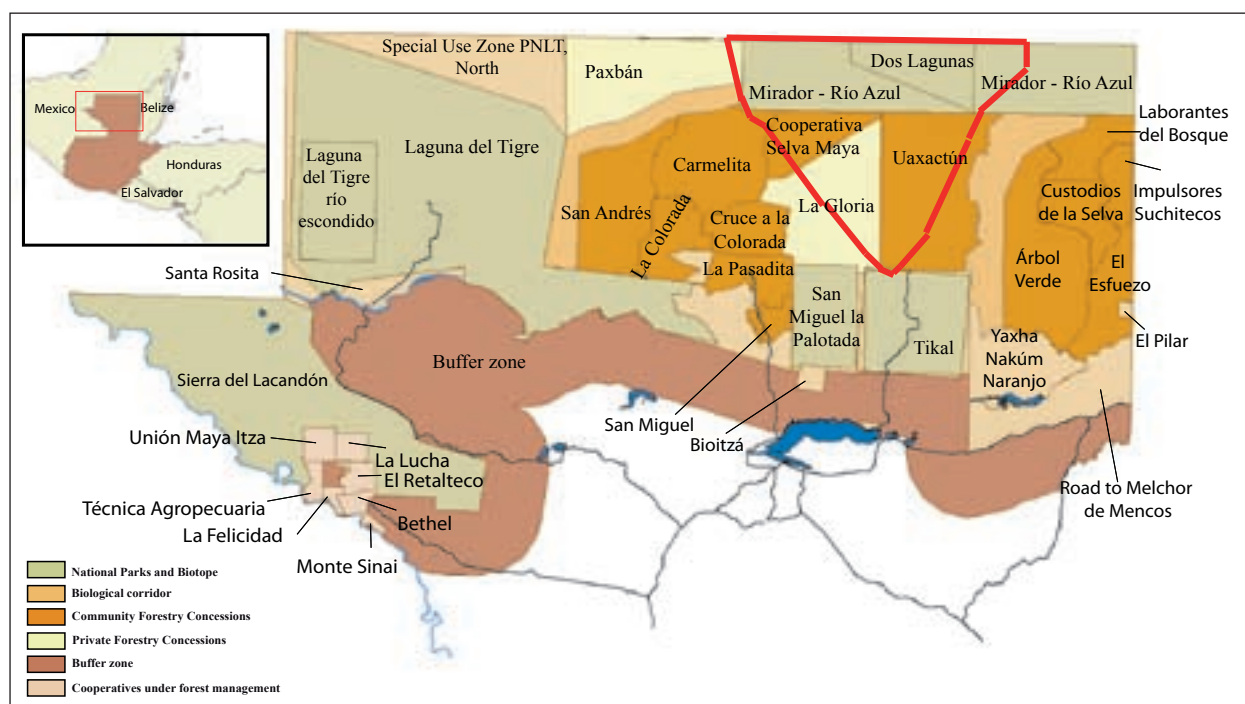 Mexico
Belize
Honduras
El Salvador
Special Use Zone PNLT,
North
Paxbán
Dos Lagunas
Mirador - Río Azul
Mirador - Río Azul
Laborantes
del Bosque
Laguna del Tigre
Laguna
del Tigre
río
escondido
Carmelita
Cooperativa
Selva Maya
Uaxactún
Custodios
de la Selva
Impulsores
Suchitecos
San Andrés
La Colorada
Cruce a la
Colorada
La Gloria
La Pasadita
Árbol
Verde
El
Esfuezo
Santa Rosita
San
Miguel la
Palotada
Tikal
Yaxha
Nakúm
Naranjo
El Pilar
Buffer zone
Sierra del Lacandón
San Miguel
Bioitzá
Unión Maya Itza
La Lucha
El Retalteco
Técnica Agropecuaria
La Felicidad
Bethel
Monte Sinai
Road to Melchor
de Mencos
National Parks and Biotope
Biological corridor
Community Forestry Concessions
Private Forestry Concessions
Buffer zone
Cooperatives under forest management